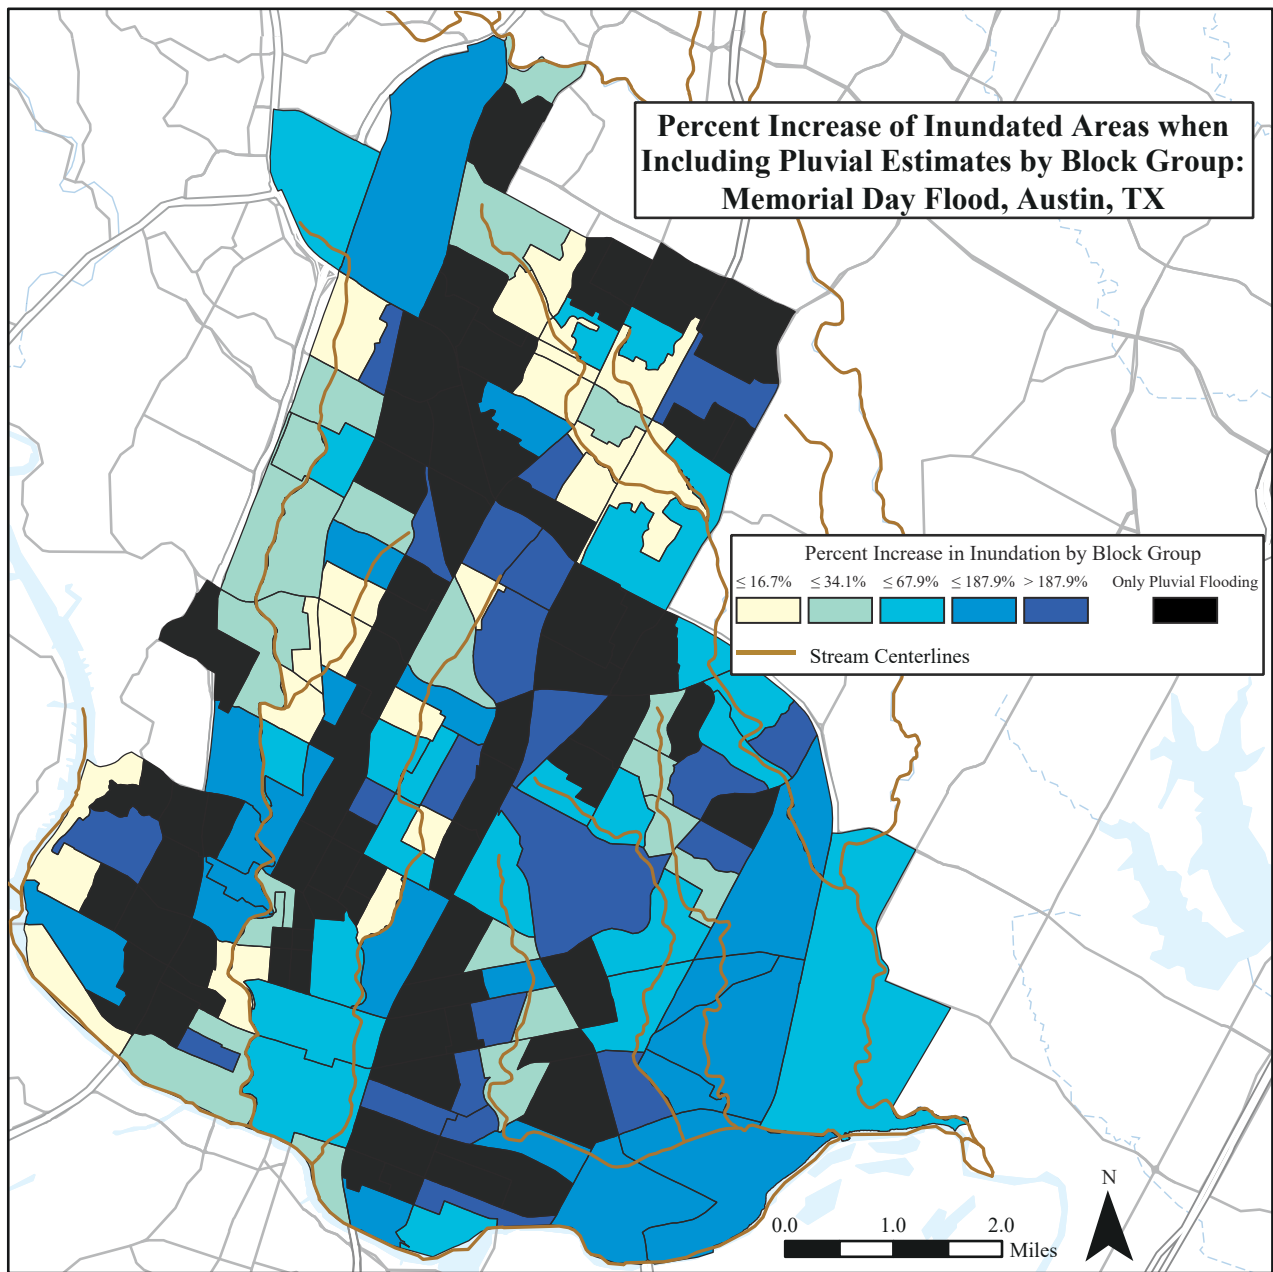 Percent Increase of Inundated Areas when
Including Pluvial Estimates by Block Group:
Memorial Day Flood, Austin, TX
Percent Increase in Inundation by Block Group
≤ 16.7% ≤ 34.1% ≤ 67.9% ≤ 187.9% > 187.9% Only Pluvial Flooding
Stream Centerlines
N
0.0 1.0 2.0
Miles